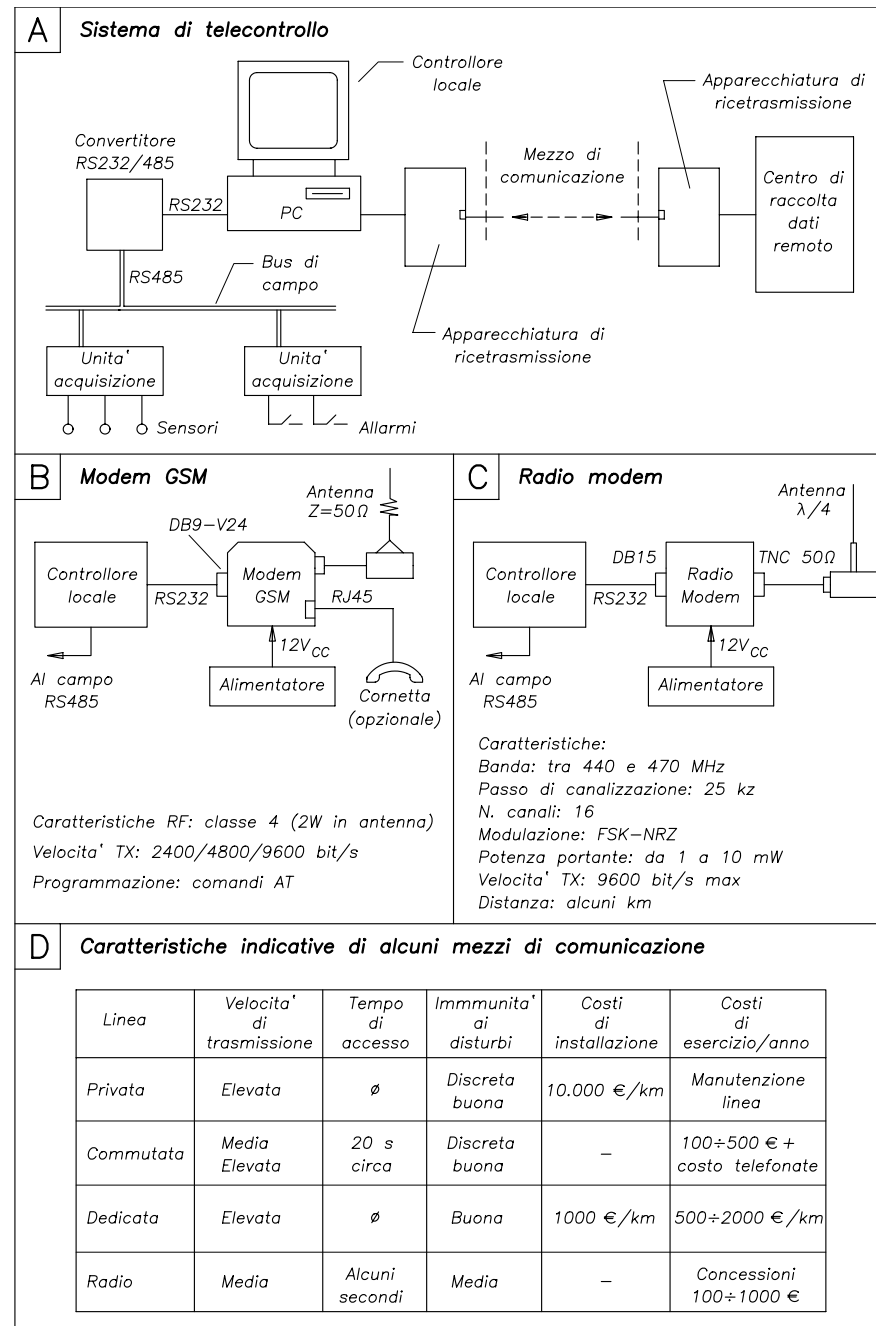 A
Sistema di telecontrollo
Controllore
locale
Apparecchiatura di
ricetrasmissione
Convertitore
RS232/485
Mezzo di
comunicazione
Centro di
raccolta
dati
remoto
RS232
PC
RS485
Bus di
campo
Apparecchiatura di
ricetrasmissione
Unita'
acquisizione
Unita'
acquisizione
Sensori
Allarmi
B
Modem GSM
Antenna
Z=50Ω
DB9-V24
Controllore
locale
RS232
Modem
GSM
RJ45
12Vcc
Al campo
RS485
Alimentatore
Cornetta
(opzionale)
Caratteristiche RF: classe 4 (2W in antenna)
Velocita' TX: 2400/4800/9600 bit/s
Programmazione: comandi AT
C
Radio modem
Antenna
λ/4
DB15
TNC 50Ω
Controllore
locale
RS232
Radio
Modem
12Vcc
Al campo
RS485
Alimentatore
Caratteristiche:
Banda: tra 440 e 470 MHz
Passo di canalizzazione: 25 kz
N. canali: 16
Modulazione: FSK-NRZ
Potenza portante: da 1 a 10 mW
Velocita' TX: 9600 bit/s max
Distanza: alcuni km
D
Caratteristiche indicative di alcuni mezzi di comunicazione
Linea
Velocita'
di
trasmissione
Tempo
di
accesso
Immmunita'
ai
disturbi
Costi
di
installazione
Costi
di
esercizio/anno
Privata
Elevata
ø
Discreta
buona
10.000 €/km
Manutenzione
linea
Commutata
Media
Elevata
20 s
circa
Discreta
buona
–
100÷500 € +
costo telefonate
Dedicata
Elevata
ø
Buona
1000 €/km
500÷2000 €/km
Radio
Media
Alcuni
secondi
Media
–
Concessioni
100÷1000 €